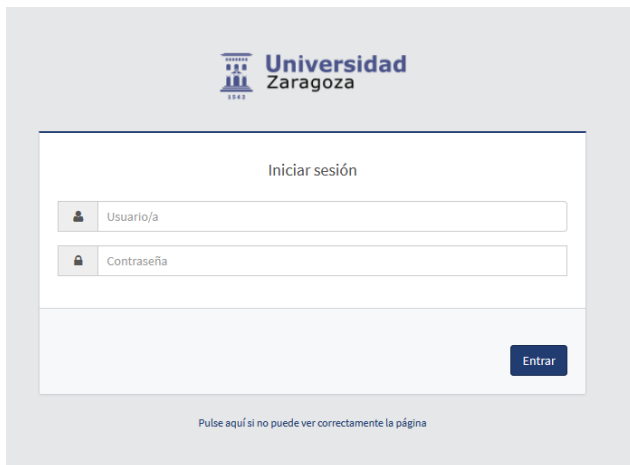 Universidad
Zaragoza
1542
Iniciar sesión
Usuario/a
Contraseña
Entrar
Pulse aquí si no puede ver correctamente la página